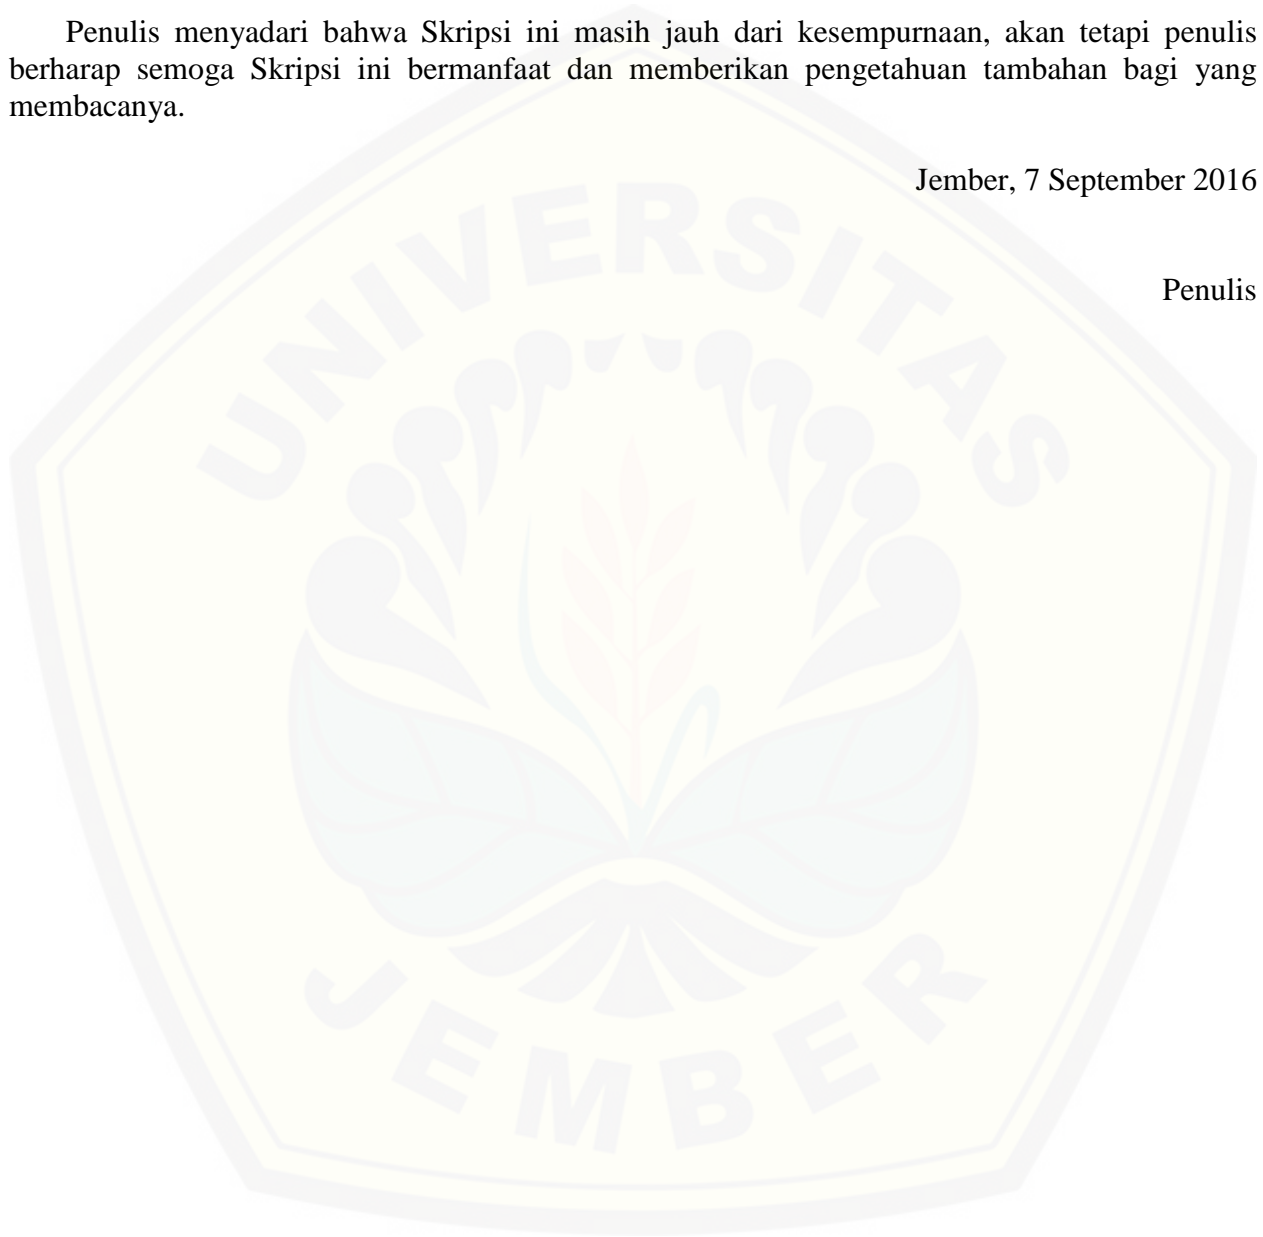 Penulis menyadari bahwa Skripsi ini masih jauh dari kesempurnaan, akan tetapi penulis
berharap semoga Skripsi ini bermanfaat dan memberikan pengetahuan tambahan bagi yang
membacanya.
Jember, 7 September 2016
Penulis
UNIVERSITAS
JEMBER